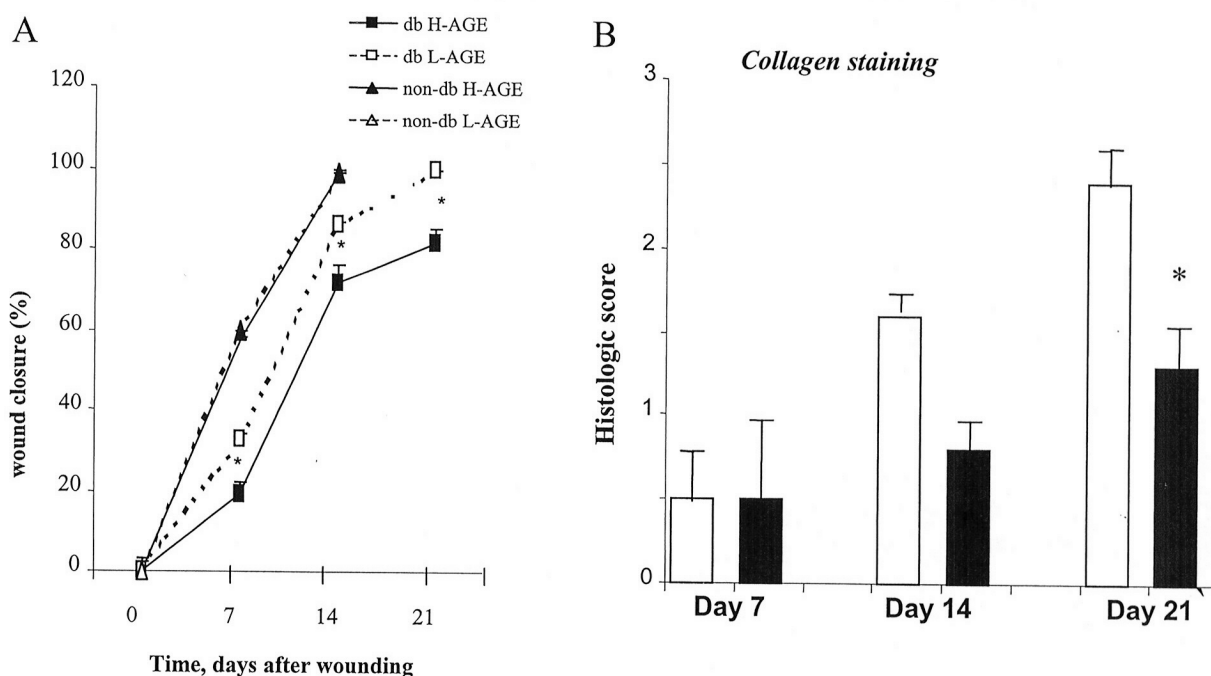 A
db H-AGE
db L-AGE
non-db H-AGE
non-db L-AGE
120
100
80
60
40
20
0
wound closure (%)
*
*
*
0 7 14 21
Time, days after wounding
B
Collagen staining
3
2
1
0
Histologic score
*
Day 7 Day 14 Day 21